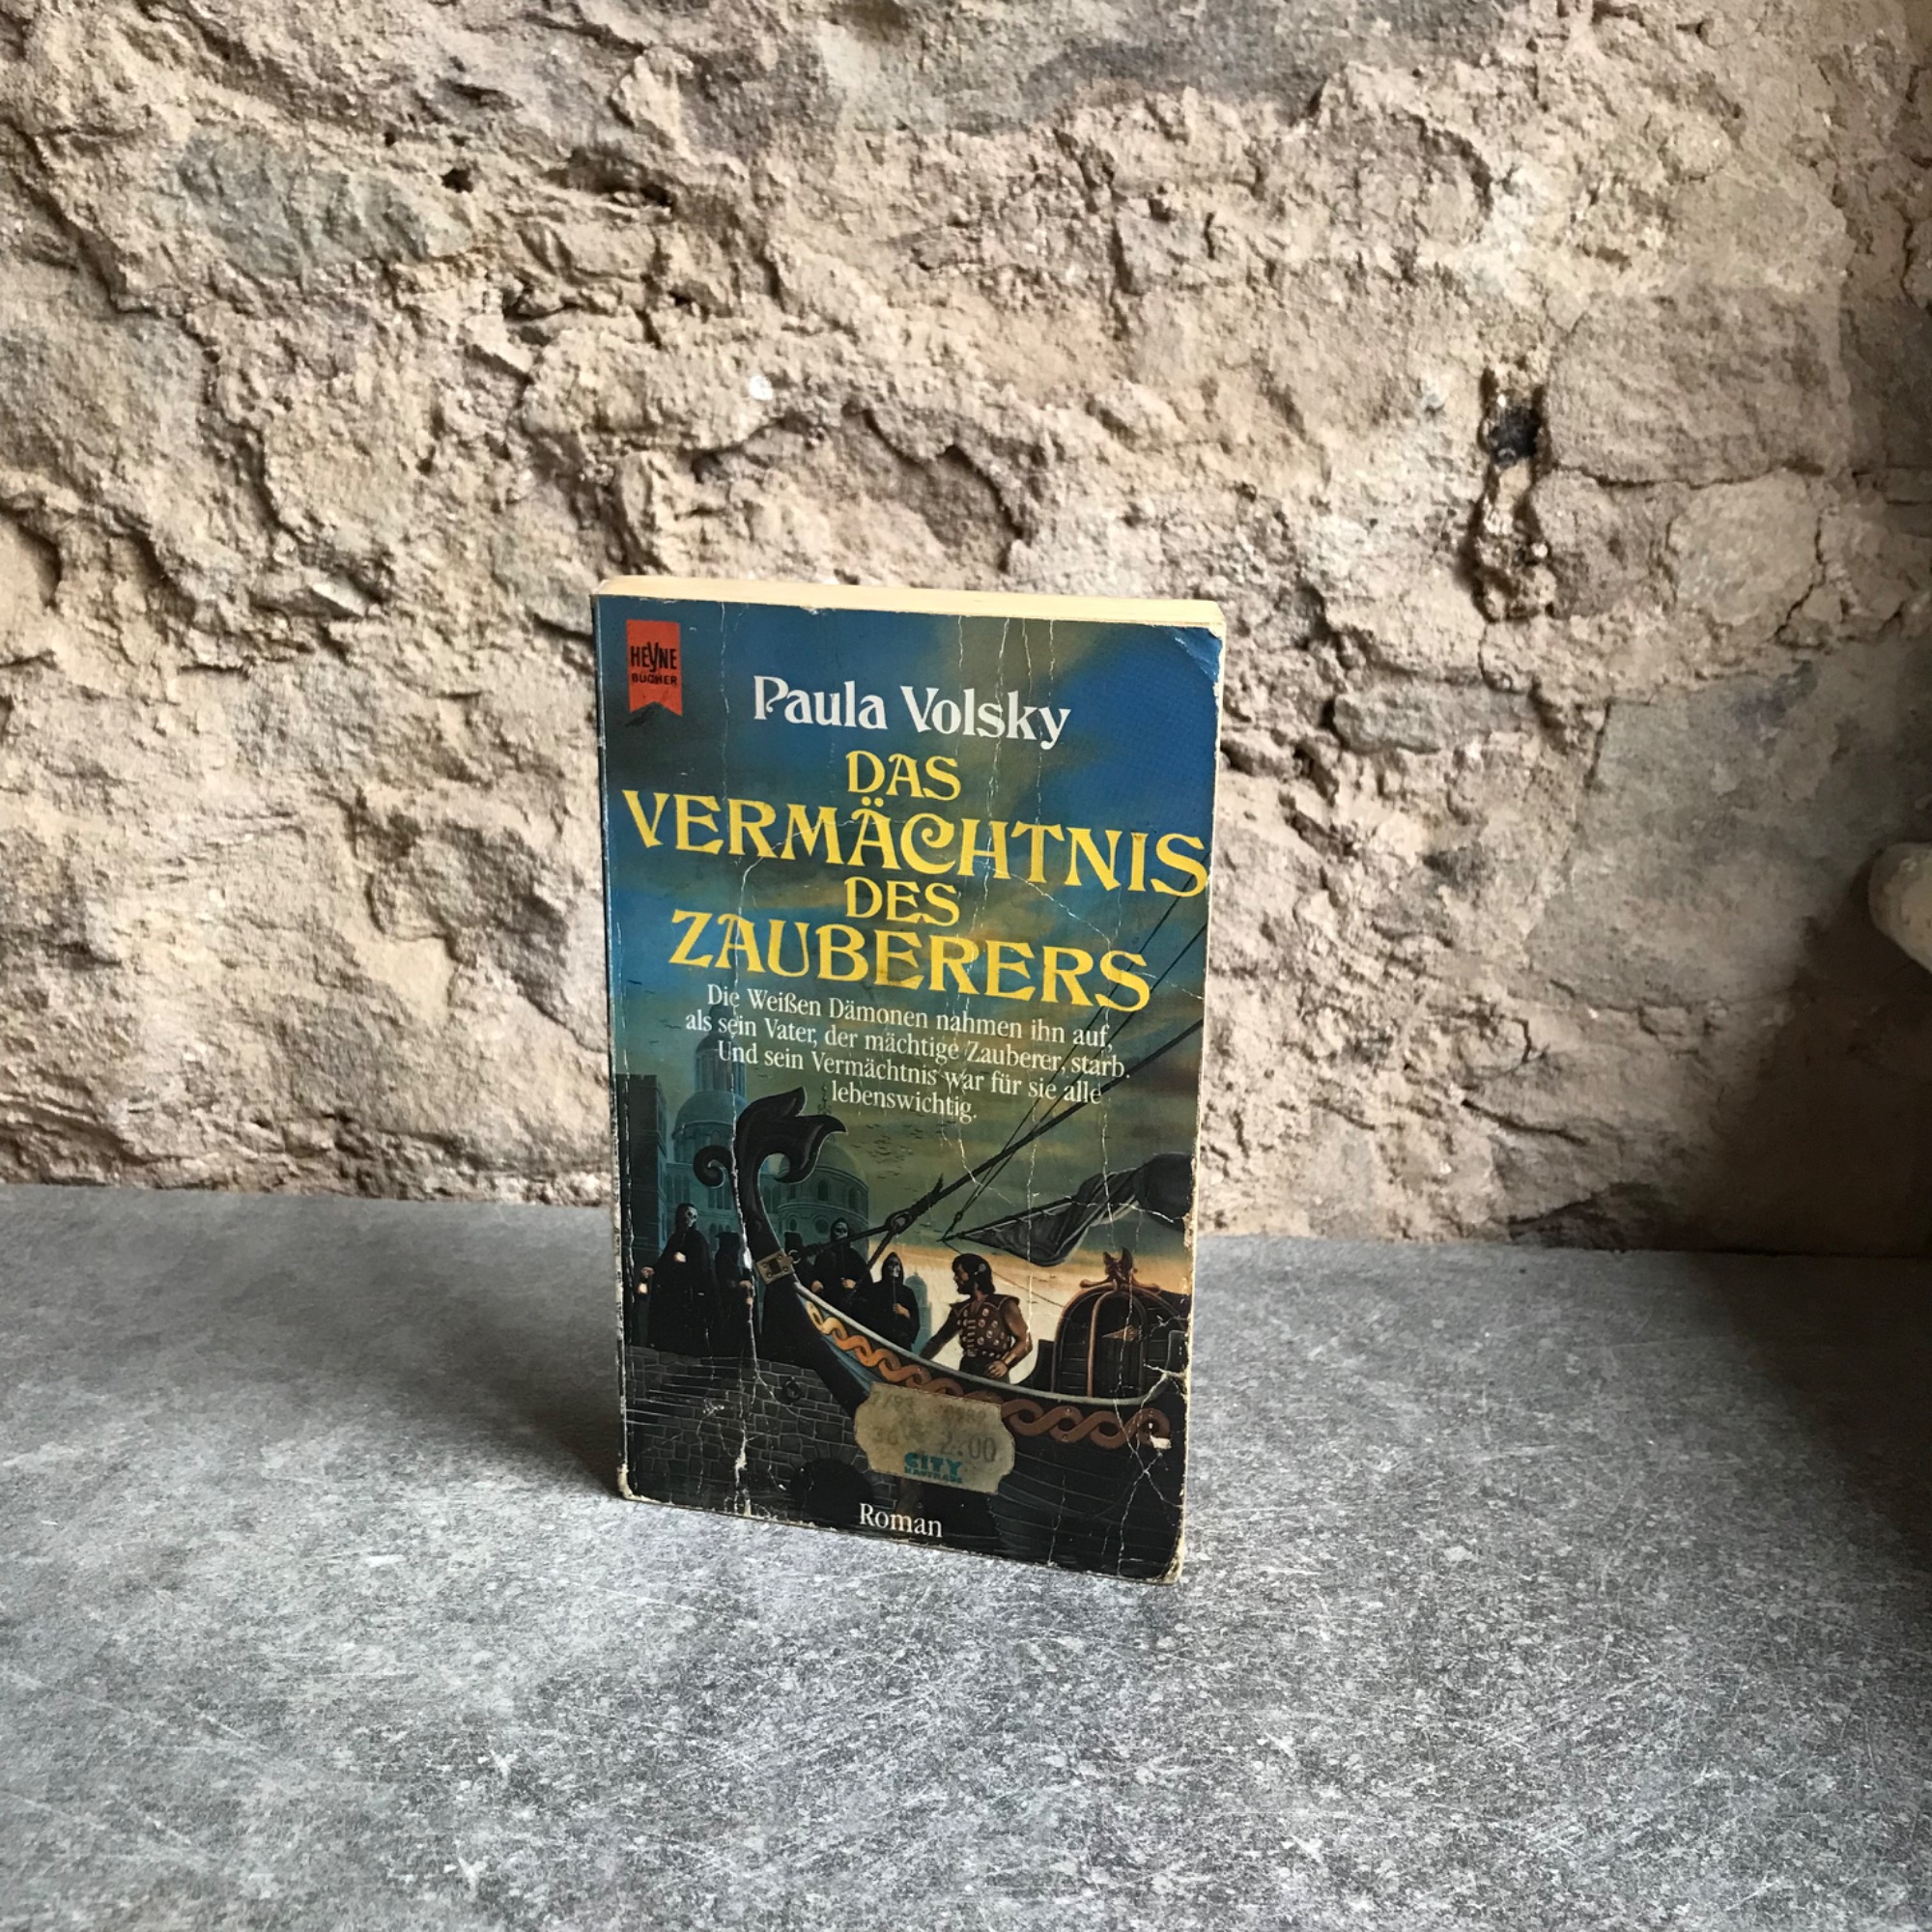 HEYNE
BÜCHER
Paula Volsky
DAS
VERMÄCHTNIS
DES
ZAUBERERS
Die Weißen Dämonen nahmen ihn auf,
als sein Vater, der mächtige Zauberer, starb.
Und sein Vermächtnis war für sie alle
lebenswichtig.
2.00
CITY
Roman